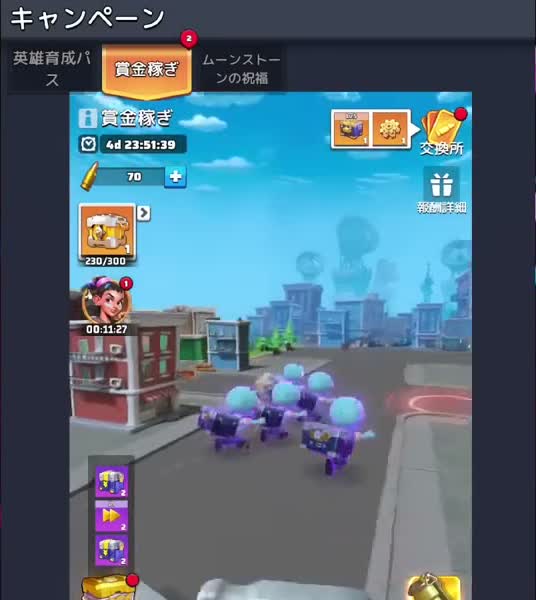 キャンペーン
2
英雄育成パ
ス
賞金稼ぎ
ムーンストー
ンの祝福
賞金稼ぎ
4d 23:51:39
70
1
1
交換所
報酬詳細
1
230/300
1
00:11:27
2
2
2